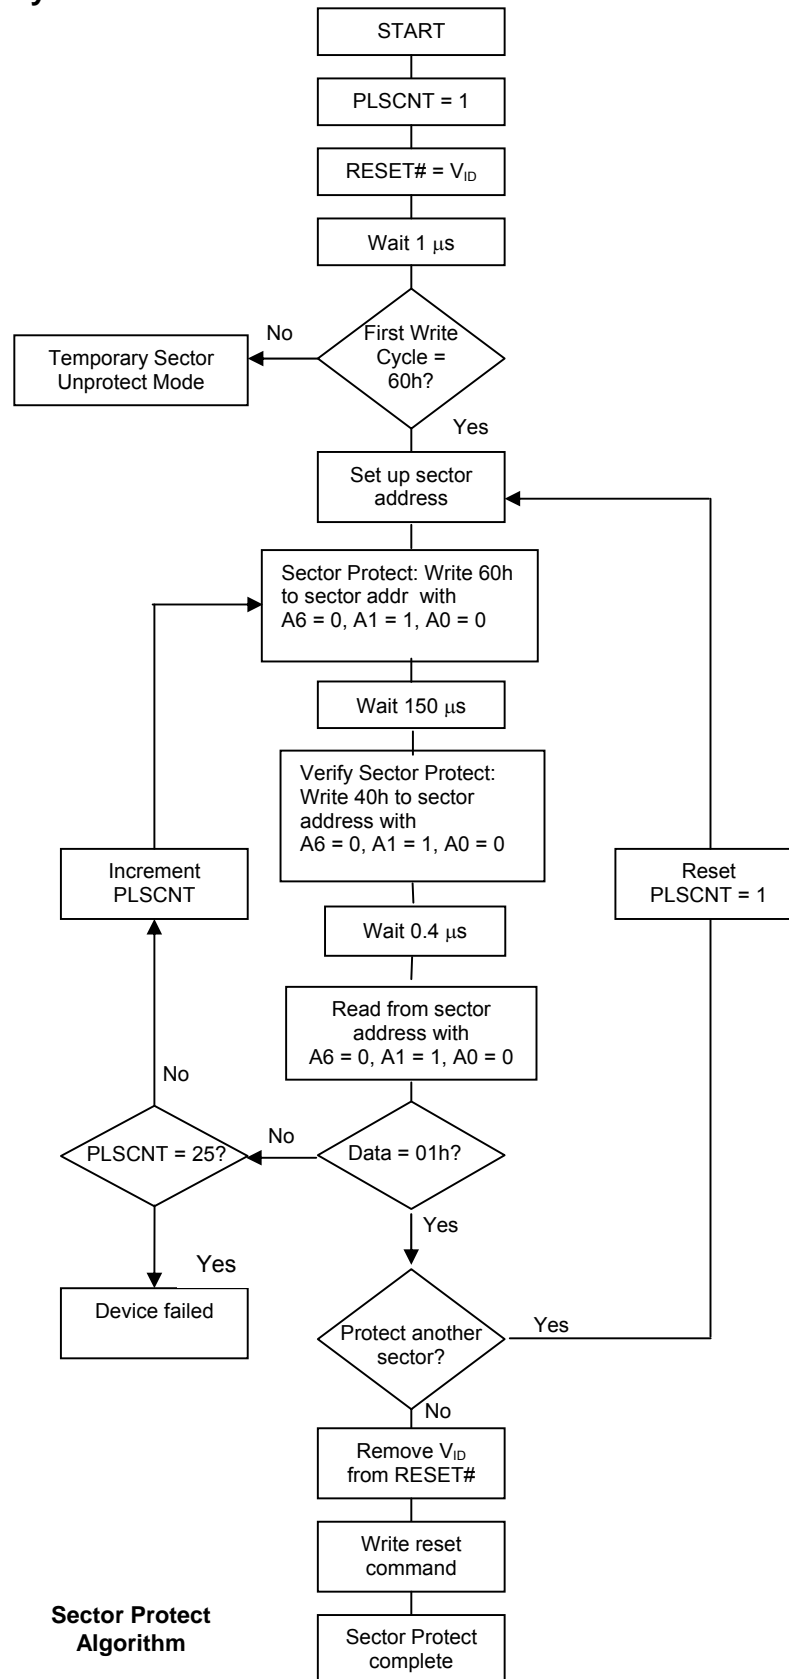 START
PLSCNT = 1
RESET# = VID
Wait 1 μs
First Write
Cycle =
60h?
No
Temporary Sector
Unprotect Mode
Yes
Set up sector
address
Sector Protect: Write 60h
to sector addr with
A6 = 0, A1 = 1, A0 = 0
Wait 150 μs
Verify Sector Protect:
Write 40h to sector
address with
A6 = 0, A1 = 1, A0 = 0
Increment
PLSCNT
Reset
PLSCNT = 1
Wait 0.4 μs
Read from sector
address with
A6 = 0, A1 = 1, A0 = 0
No
PLSCNT = 25?
No
Data = 01h?
Yes
Yes
Device failed
Protect another
sector?
Yes
No
Remove VID
from RESET#
Write reset
command
Sector Protect
Algorithm
Sector Protect
complete